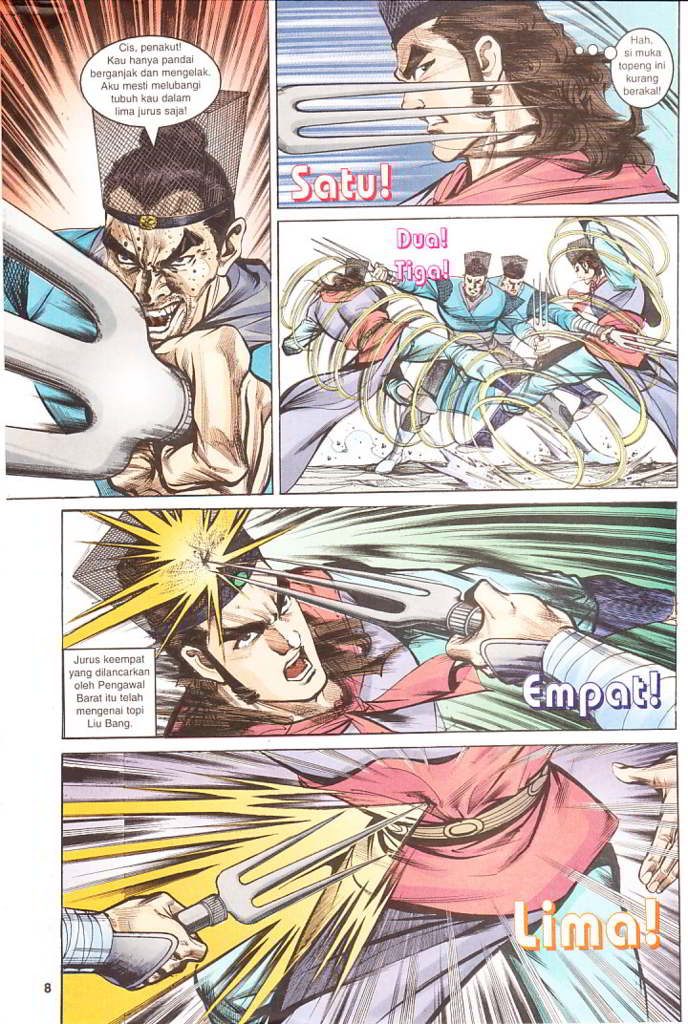 Cis, penakut!
Kau hanya pandai
berganjak dan mengelak.
Aku mesti melubangi
tubuh kau dalam
lima jurus saja!
Hah,
si muka
topeng ini
kurang
berakal!
Satu!
Dua!
Tiga!
Jurus keempat
yang dilancarkan
oleh Pengawal
Barat itu telah
mengenai topi
Liu Bang.
Empat!
Lima!
8